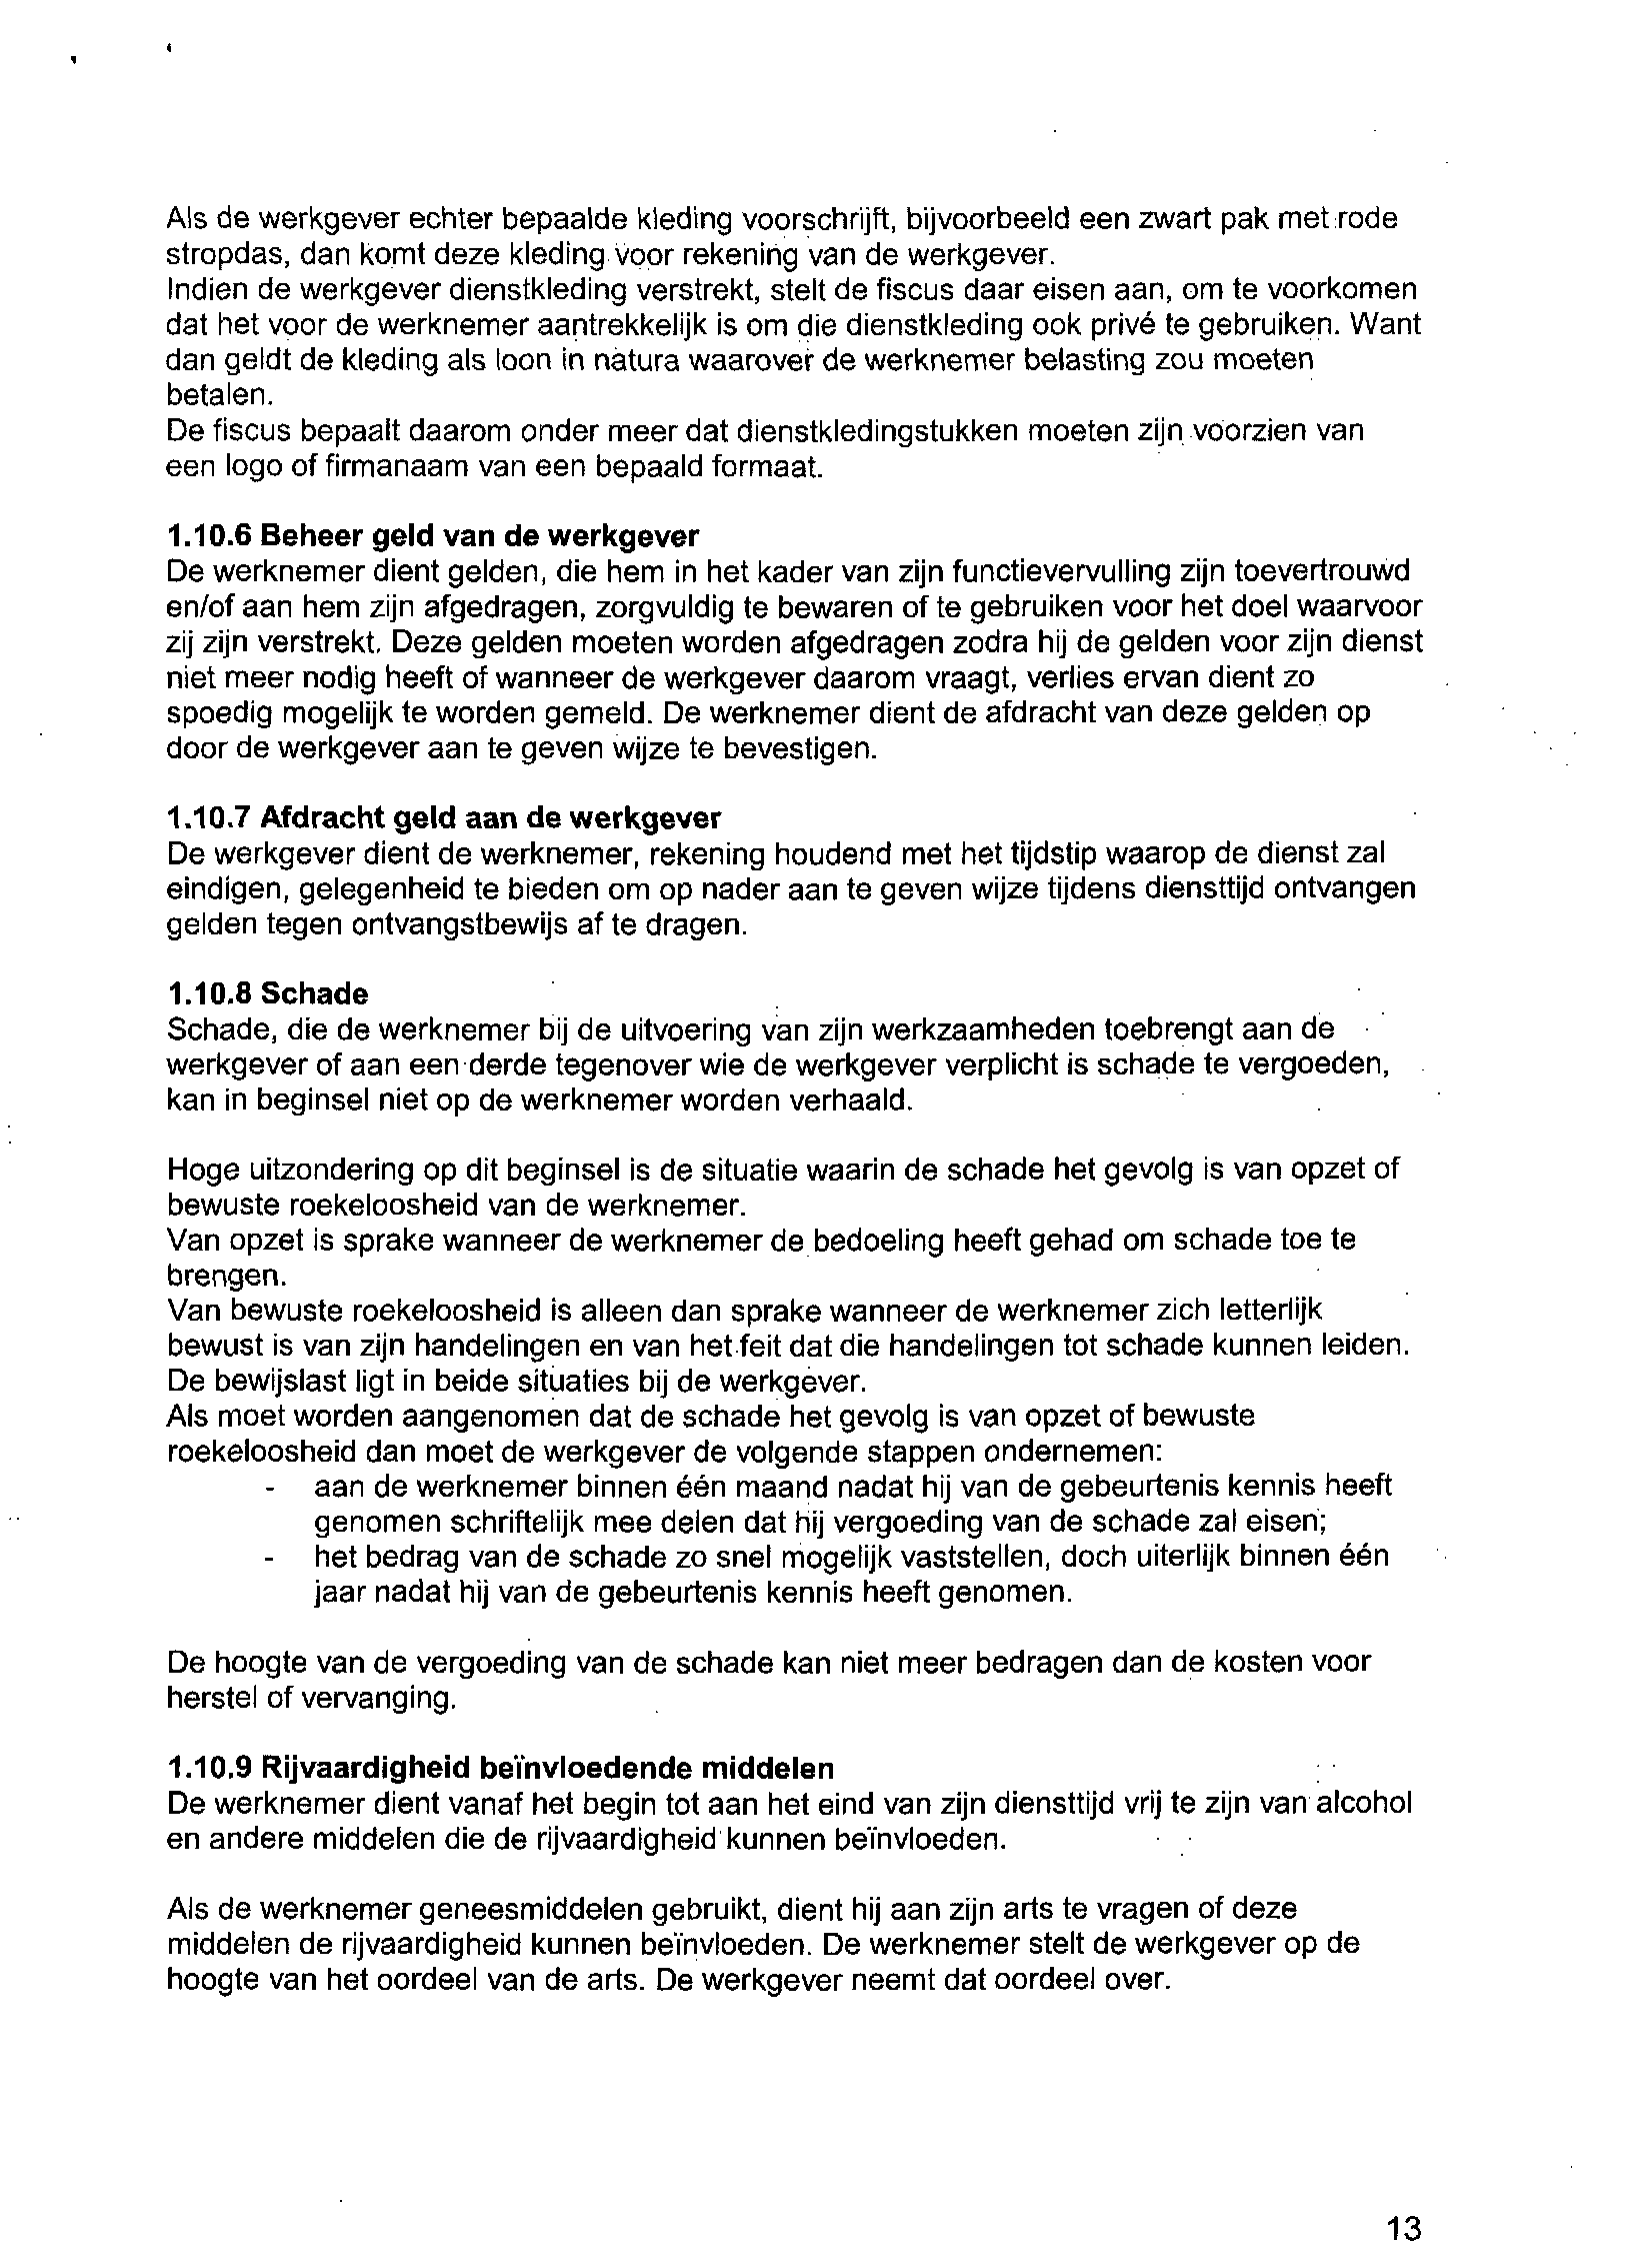 Als de werkgever echter bepaalde kleding voorschrijft, bijvoorbeeld een zwart pak met rode
stropdas, dan komt deze kleding voor rekening van de werkgever.
Indien de werkgever dienstkleding verstrekt, stelt de fiscus daar eisen aan, om te voorkomen
dat het voor de werknemer aantrekkelijk is om die dienstkleding ook privé te gebruiken. Want
dan geldt de kleding als loon in natura waarover de werknemer belasting zou moeten
betalen.
De fiscus bepaalt daarom onder meer dat dienstkledingstukken moeten zijn voorzien van
een logo of firmanaam van een bepaald formaat.
1.10.6 Beheer geld van de werkgever
De werknemer dient gelden, die hem in het kader van zijn functievervulling zijn toevertrouwd
en/of aan hem zijn afgedragen, zorgvuldig te bewaren of te gebruiken voor het doel waarvoor
zij zijn verstrekt. Deze gelden moeten worden afgedragen zodra hij de gelden voor zijn dienst
niet meer nodig heeft of wanneer de werkgever daarom vraagt, verlies ervan dient zo
spoedig mogelijk te worden gemeld. De werknemer dient de afdracht van deze gelden op
door de werkgever aan te geven wijze te bevestigen.
1.10.7 Afdracht geld aan de werkgever
De werkgever dient de werknemer, rekening houdend met het tijdstip waarop de dienst zal
eindigen, gelegenheid te bieden om op nader aan te geven wijze tijdens diensttijd ontvangen
gelden tegen ontvangstbewijs af te dragen.
1.10.8 Schade
Schade, die de werknemer bij de uitvoering van zijn werkzaamheden toebrengt aan de
werkgever of aan een derde tegenover wie de werkgever verplicht is schade te vergoeden,
kan in beginsel niet op de werknemer worden verhaald.
Hoge uitzondering op dit beginsel is de situatie waarin de schade het gevolg is van opzet of
bewuste roekeloosheid van de werknemer.
Van opzet is sprake wanneer de werknemer de bedoeling heeft gehad om schade toe te
brengen.
Van bewuste roekeloosheid is alleen dan sprake wanneer de werknemer zich letterlijk
bewust is van zijn handelingen en van het feit dat die handelingen tot schade kunnen leiden.
De bewijslast ligt in beide situaties bij de werkgever.
Als moet worden aangenomen dat de schade het gevolg is van opzet of bewuste
roekeloosheid dan moet de werkgever de volgende stappen ondernemen:
- aan de werknemer binnen één maand nadat hij van de gebeurtenis kennis heeft
genomen schriftelijk mee delen dat hij vergoeding van de schade zal eisen;
- het bedrag van de schade zo snel mogelijk vaststellen, doch uiterlijk binnen één
jaar nadat hij van de gebeurtenis kennis heeft genomen.
De hoogte van de vergoeding van de schade kan niet meer bedragen dan de kosten voor
herstel of vervanging.
1.10.9 Rijvaardigheid beïnvloedende middelen
De werknemer dient vanaf het begin tot aan het eind van zijn diensttijd vrij te zijn van alcohol
en andere middelen die de rijvaardigheid kunnen beïnvloeden.
Als de werknemer geneesmiddelen gebruikt, dient hij aan zijn arts te vragen of deze
middelen de rijvaardigheid kunnen beïnvloeden. De werknemer stelt de werkgever op de
hoogte van het oordeel van de arts. De werkgever neemt dat oordeel over.
13